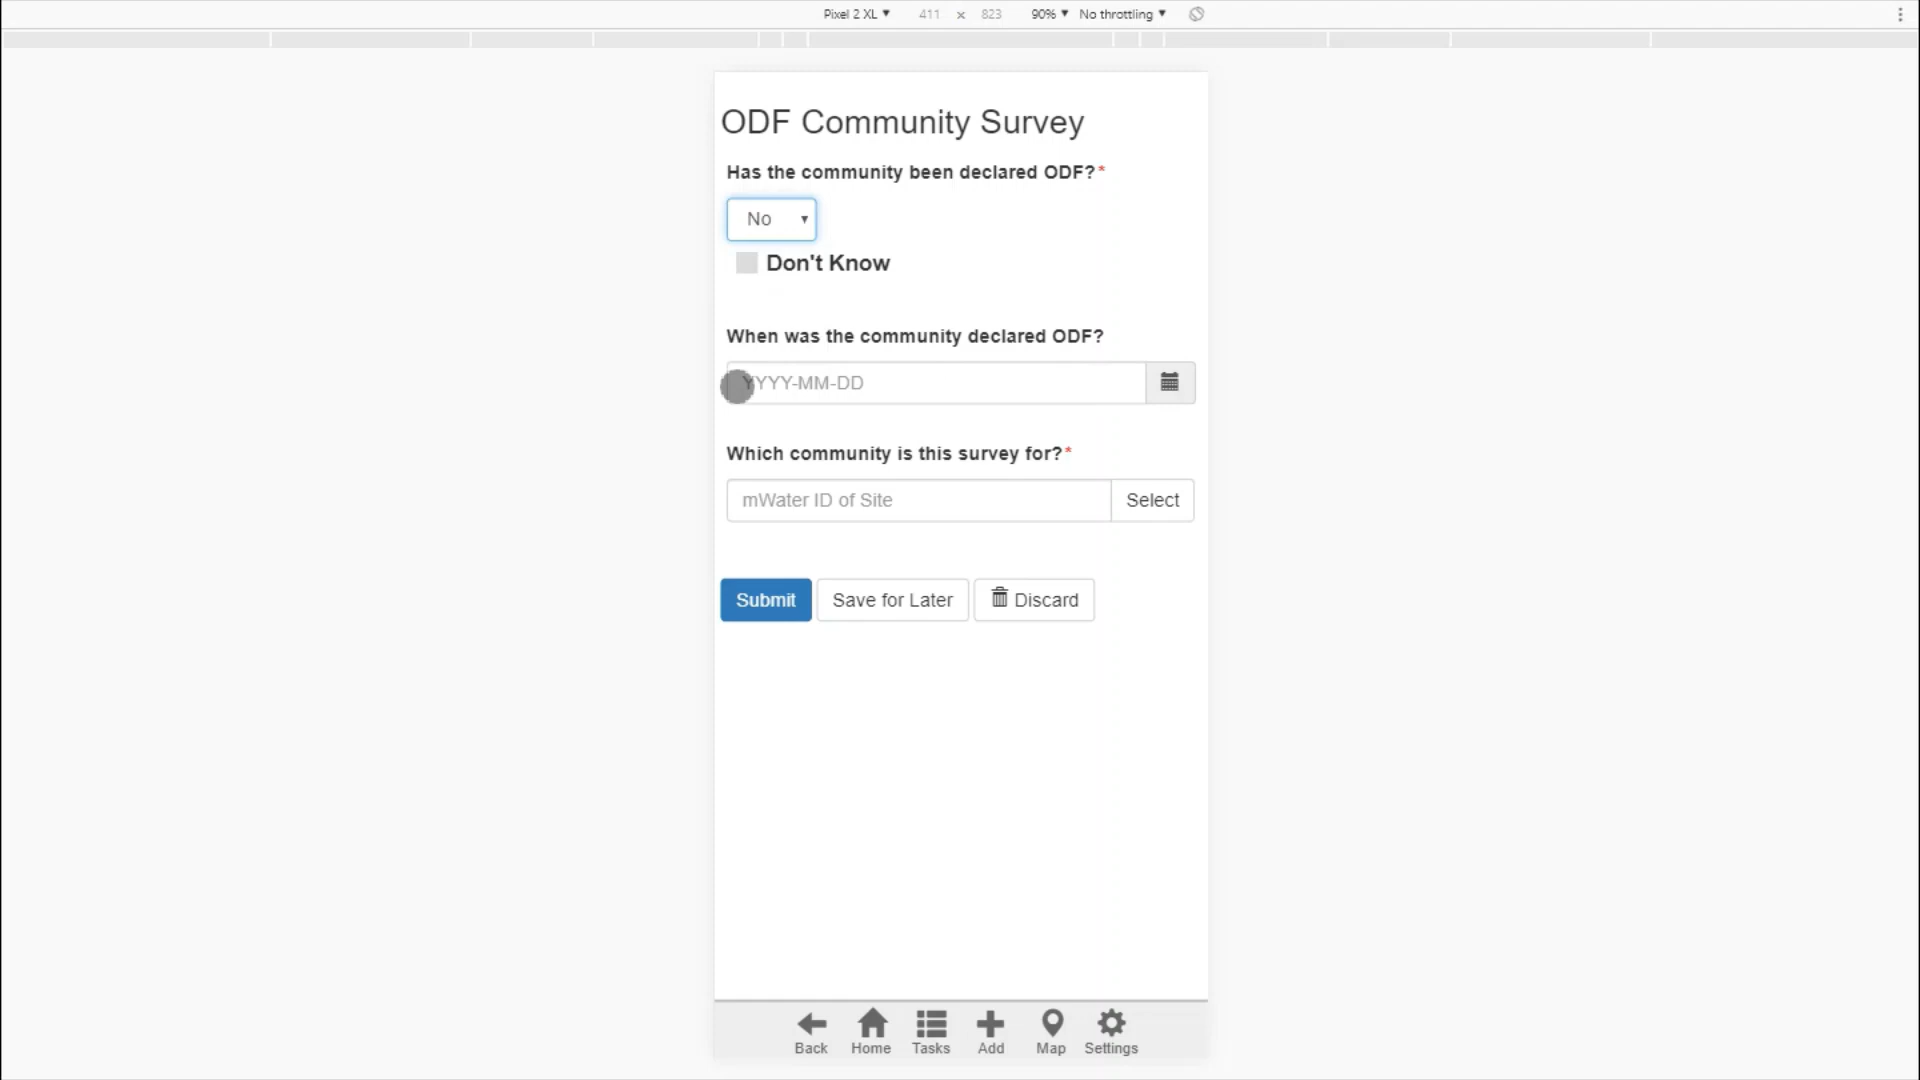 Pixel 2 XL ▼ 411 x 823 90% ▼ No throttling ▼
ODF Community Survey
Has the community been declared ODF?*
No
Don't Know
When was the community declared ODF?
YYYY-MM-DD
Which community is this survey for?*
mWater ID of Site Select
Submit Save for Later Discard
Back Home Tasks Add Map Settings